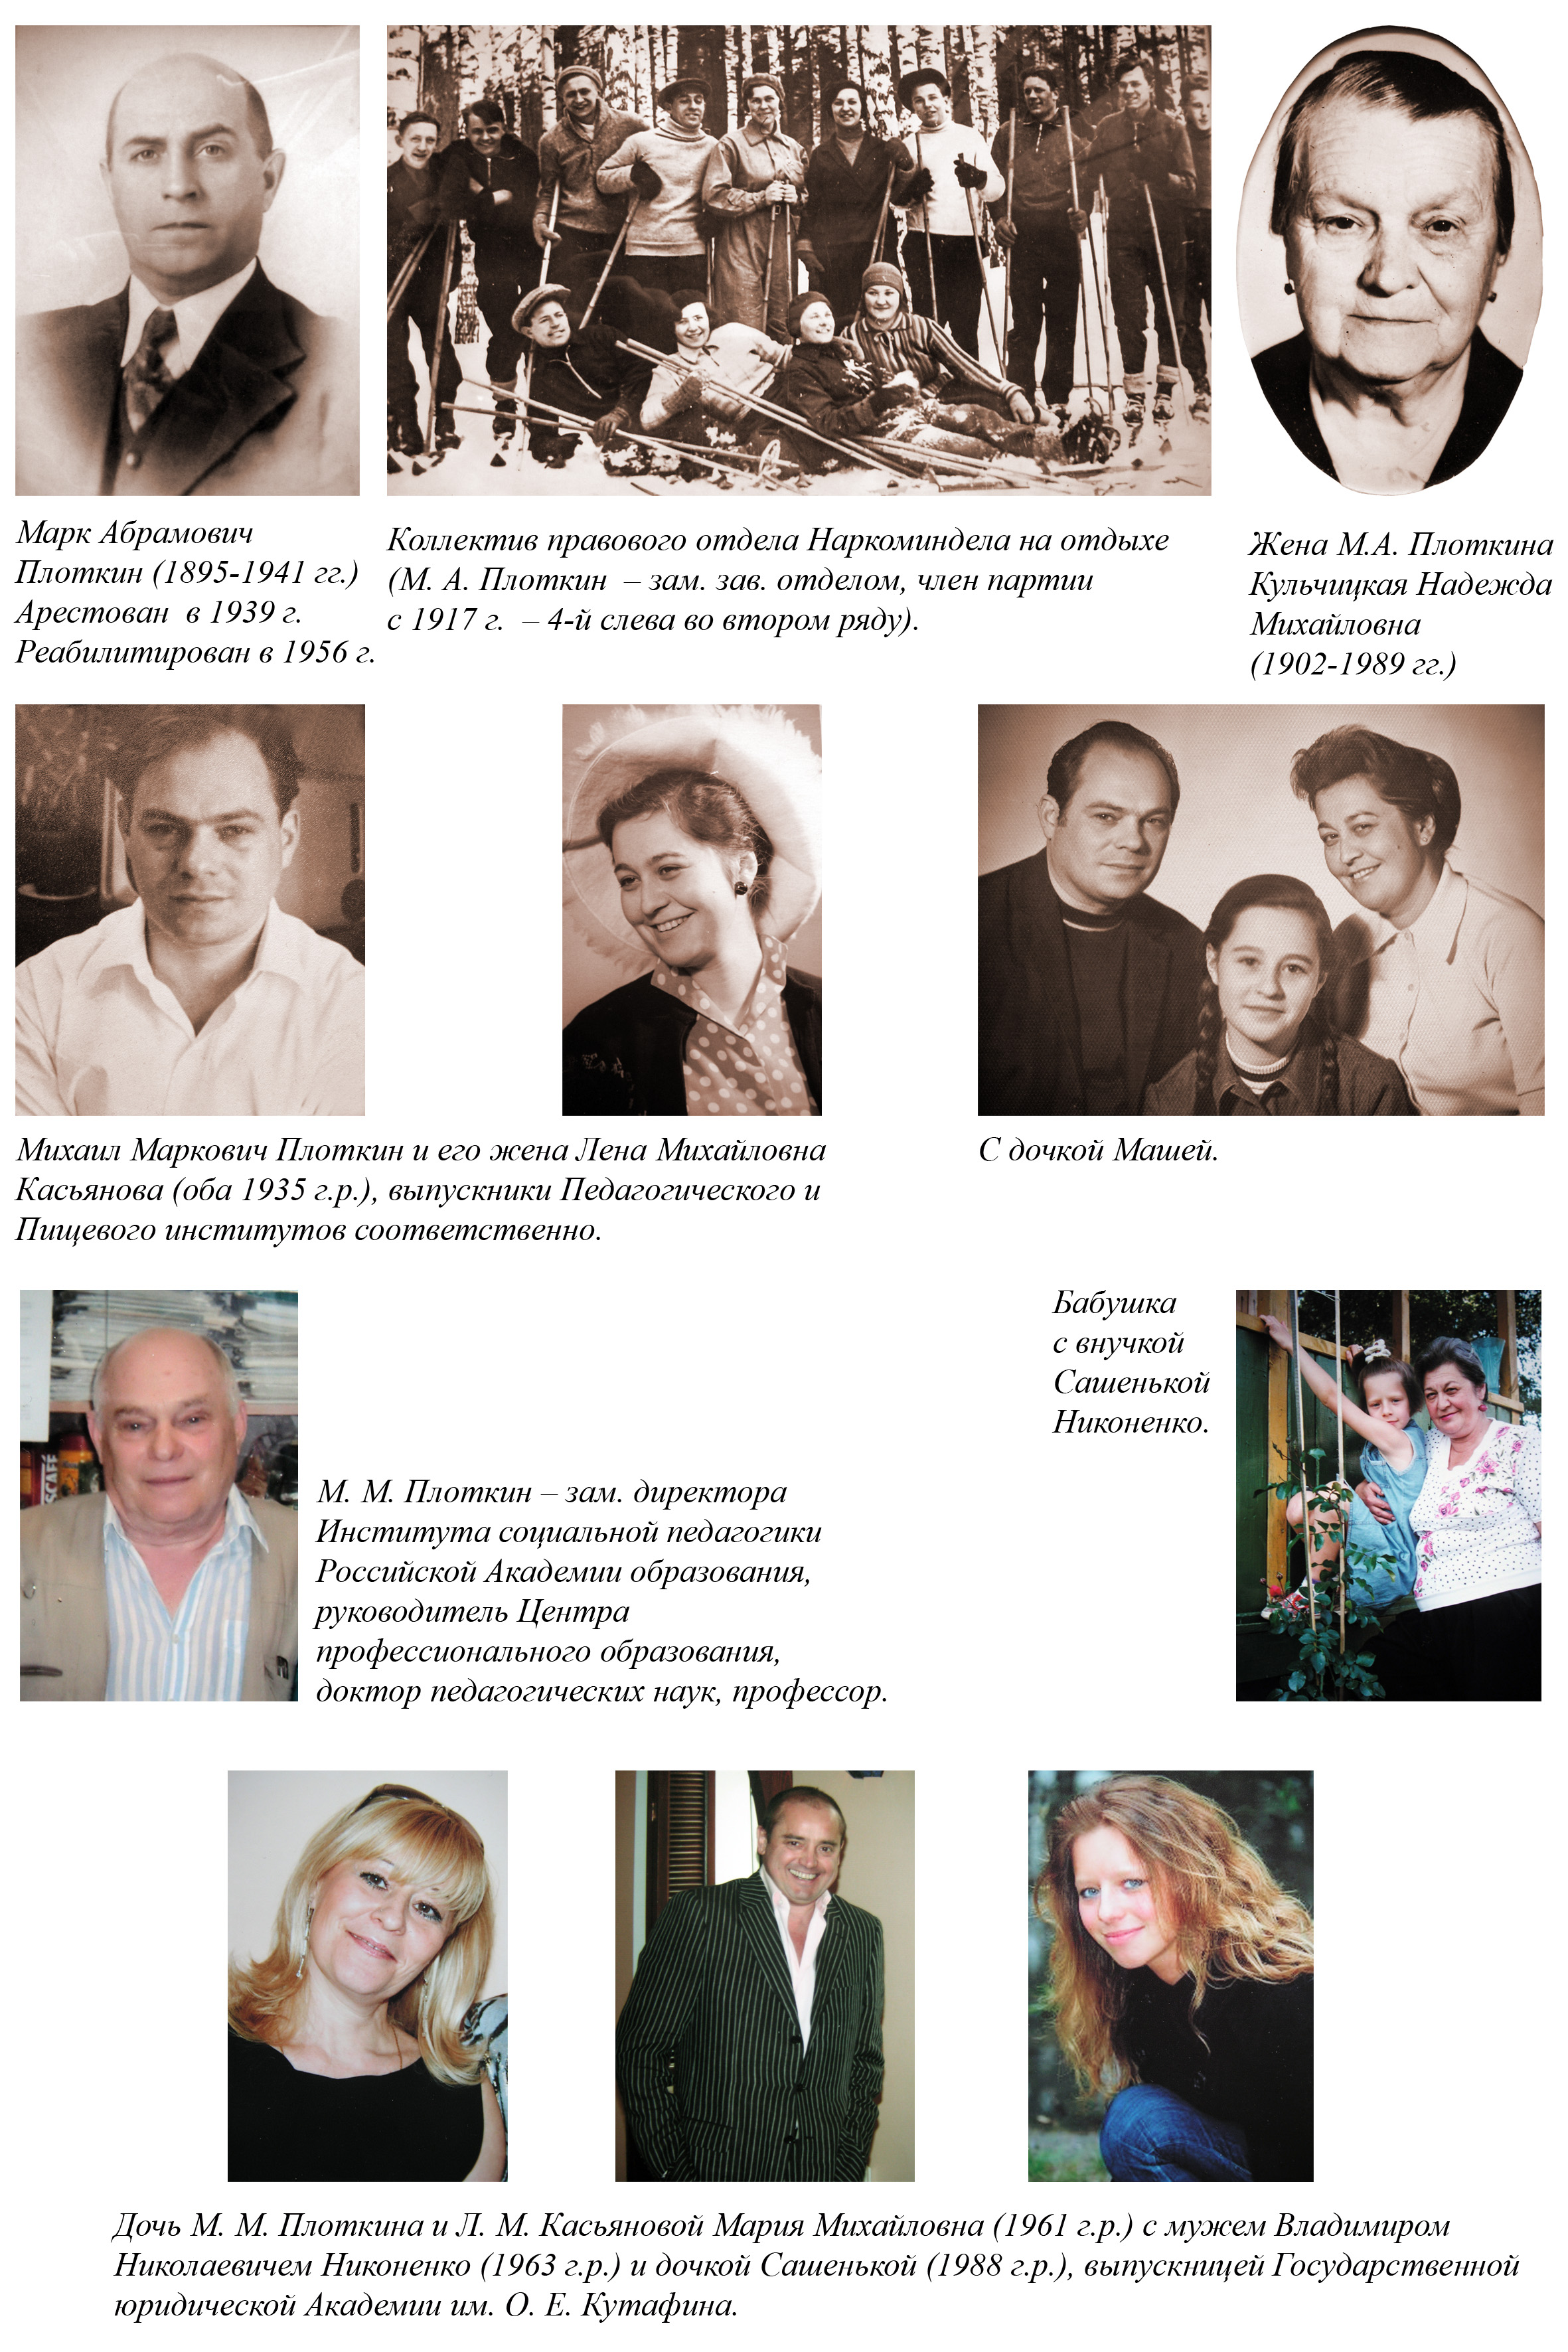 Марк Абрамович
Плоткин (1895-1941 гг.)
Арестован в 1939 г.
Реабилитирован в 1956 г.
Коллектив правового отдела Наркоминдела на отдыхе
(М. А. Плоткин – зам. зав. отделом, член партии
с 1917 г. – 4-й слева во втором ряду).
Жена М.А. Плоткина
Кульчицкая Надежда
Михайловна
(1902-1989 гг.)
Михаил Маркович Плоткин и его жена Лена Михайловна
Касьянова (оба 1935 г.р.), выпускники Педагогического и
Пищевого институтов соответственно.
С дочкой Машей.
Бабушка
с внучкой
Сашенькой
Никоненко.
SCAFÉ
М. М. Плоткин – зам. директора
Института социальной педагогики
Российской Академии образования,
руководитель Центра
профессионального образования,
доктор педагогических наук, профессор.
Дочь М. М. Плоткина и Л. М. Касьяновой Мария Михайловна (1961 г.р.) с мужем Владимиром
Николаевичем Никоненко (1963 г.р.) и дочкой Сашенькой (1988 г.р.), выпускницей Государственной
юридической Академии им. О. Е. Кутафина.